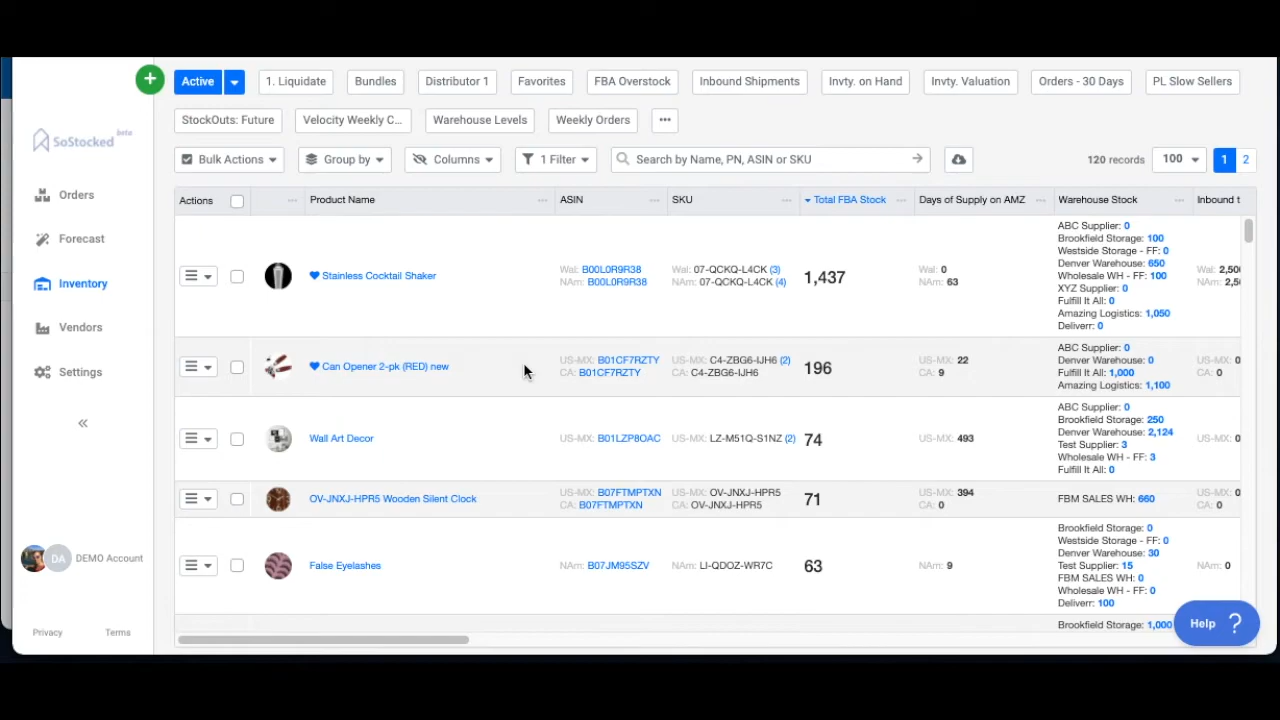 +
Active
1. Liquidate
Bundles
Distributor 1
Favorites
FBA Overstock
Inbound Shipments
Invty. on Hand
Invty. Valuation
Orders - 30 Days
PL Slow Sellers
StockOuts: Future
Velocity Weekly C...
Warehouse Levels
Weekly Orders
•••
SoStocked beta
Orders
Forecast
Inventory
Vendors
Settings
«
DA DEMO Account
Privacy Terms
Bulk Actions
Group by
Columns
1 Filter
Search by Name, PN, ASIN or SKU
120 records
100
1 2
Actions Product Name ASIN SKU Total FBA Stock Days of Supply on AMZ Warehouse Stock Inbound t
Stainless Cocktail Shaker
Wal: B00L0R9R38
NAm: B00L0R9R38
Wal: 07-QCKQ-L4CK (3)
NAm: 07-QCKQ-L4CK (4)
1,437
Wal: 0
NAm: 63
ABC Supplier: 0
Brookfield Storage: 100
Westside Storage - FF: 0
Denver Warehouse: 650
Wholesale WH - FF: 100
XYZ Supplier: 0
Fulfill It All: 0
Amazing Logistics: 1,050
Deliverr: 0
Wal: 2,50
NAm: 2,5
Can Opener 2-pk (RED) new
US-MX: B01CF7RZTY
CA: B01CF7RZTY
US-MX: C4-ZBG6-IJH6 (2)
CA: C4-ZBG6-IJH6
196
US-MX: 22
CA: 9
ABC Supplier: 0
Denver Warehouse: 0
Fulfill It All: 1,000
Amazing Logistics: 1,100
US-MX: 0
CA: 0
Wall Art Decor
US-MX: B01LZP8OAC
US-MX: LZ-M51Q-S1NZ (2)
74
US-MX: 493
ABC Supplier: 0
Brookfield Storage: 250
Denver Warehouse: 2,124
Test Supplier: 3
Wholesale WH - FF: 3
Fulfill It All: 0
US-MX: 0
OV-JNXJ-HPR5 Wooden Silent Clock
US-MX: B07FTMPTXN
CA: B07FTMPTXN
US-MX: OV-JNXJ-HPR5
CA: OV-JNXJ-HPR5
71
US-MX: 394
CA: 0
FBM SALES WH: 660
US-MX: 0
CA: 0
False Eyelashes
NAm: B07JM95SZV
NAm: LI-QDOZ-WR7C
63
NAm: 9
Brookfield Storage: 0
Westside Storage - FF: 0
Denver Warehouse: 30
Test Supplier: 15
FBM SALES WH: 0
Wholesale WH - FF: 0
Deliverr: 100
NAm: 0
Brookfield Storage: 1,000
Help ?